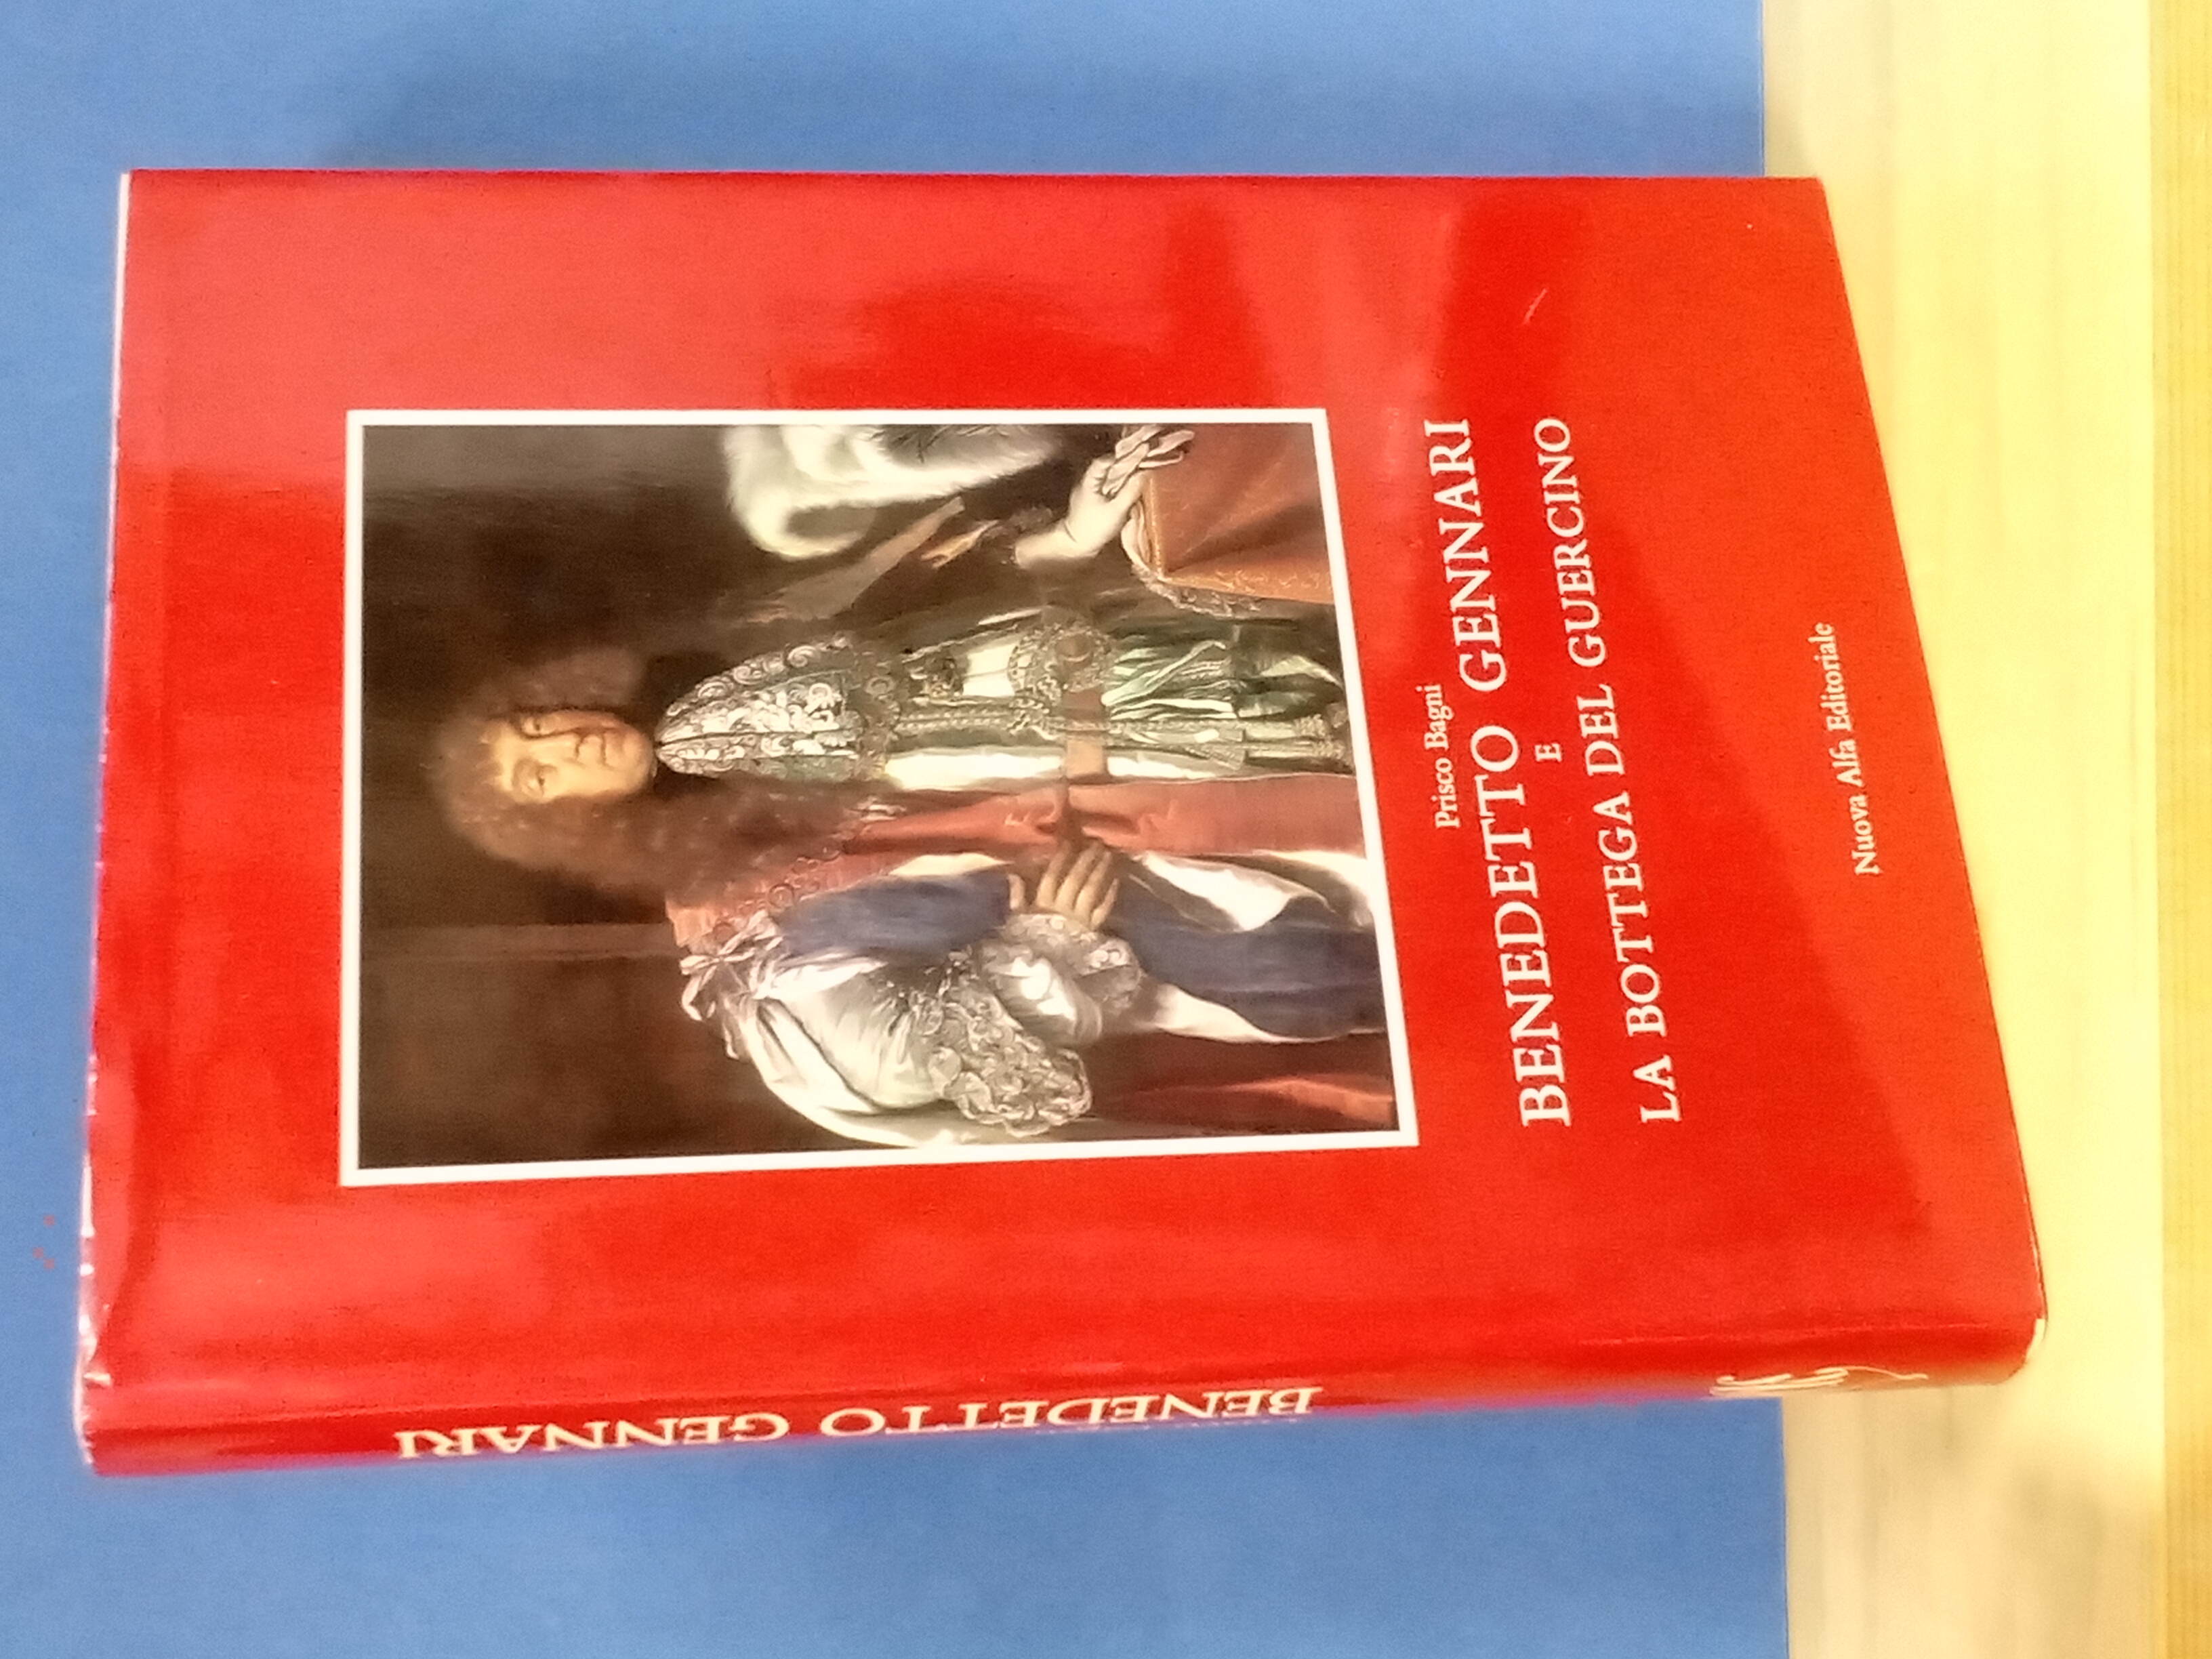 Prisco Bagni
BENEDETTO GENNARI
E
LA BOTTEGA DEL GUERCINO
Nuova Alfa Editoriale
BENEDETTO GENNARI